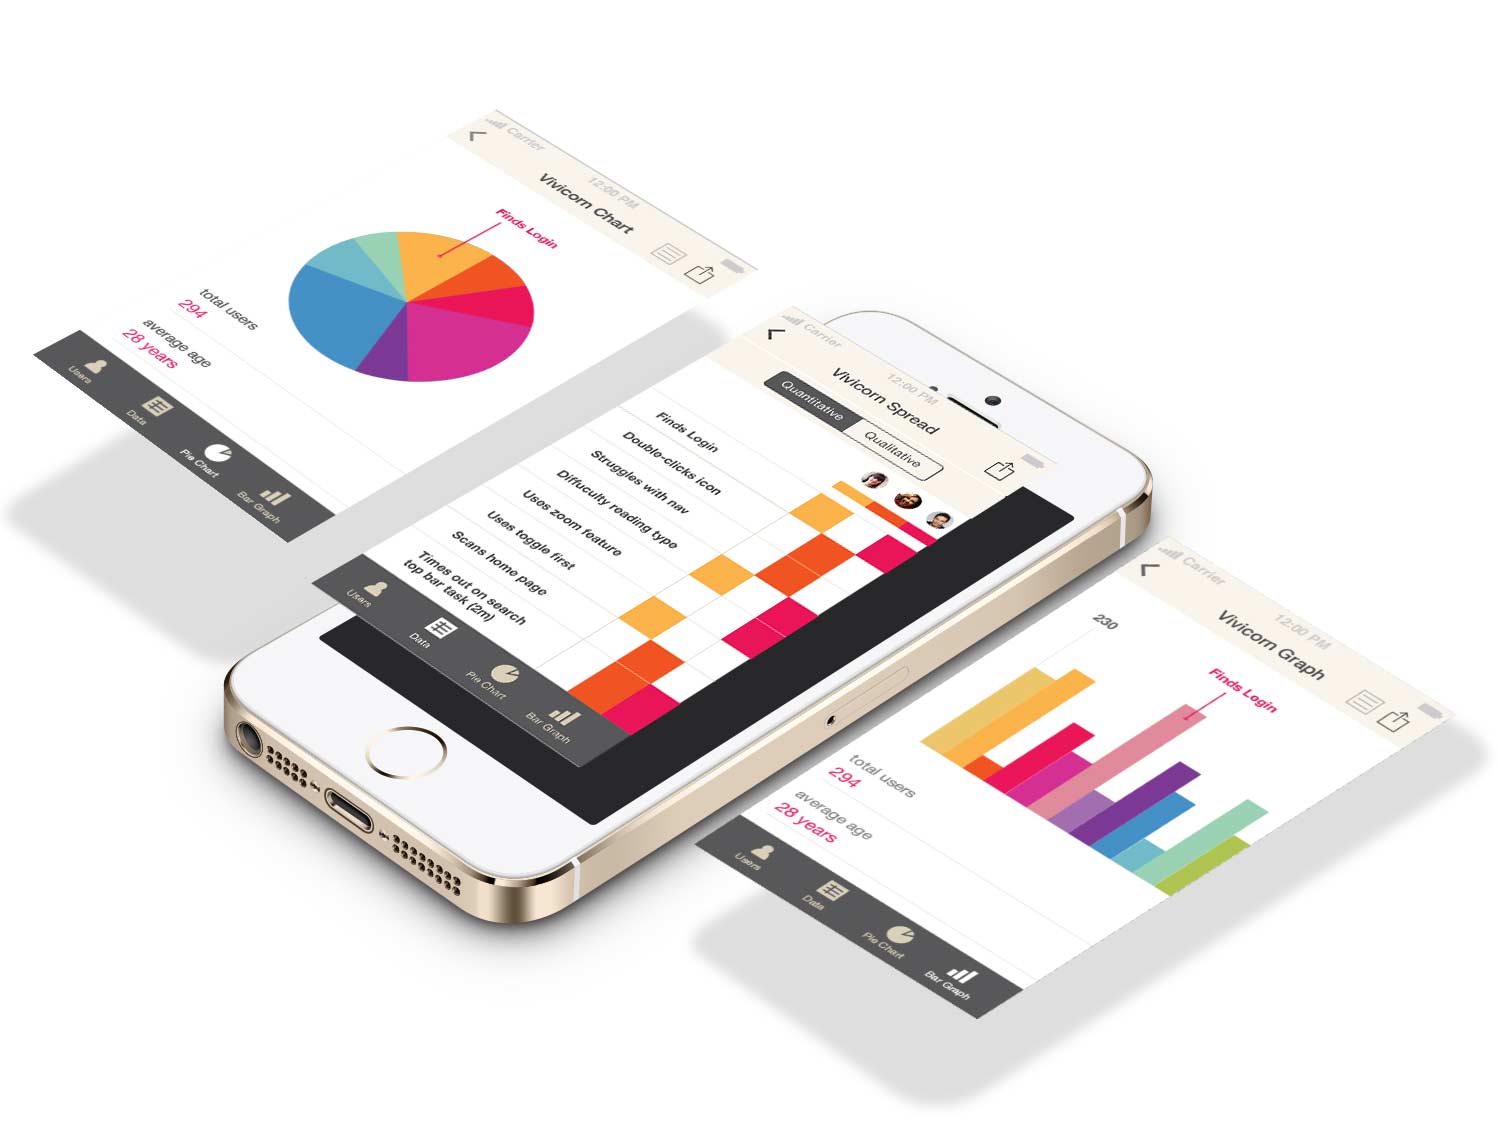 Carrier
12:00 PM
Vivicorn Chart
Finds Login
total users
294
average age
28 years
Users
Data
Pie Chart
Bar Graph
Carrier
12:00 PM
Vivicorn Spread
Quantitative
Qualitative
Finds Login
Double-clicks icon
Struggles with nav
Diffuculty reading type
Uses zoom feature
Uses toggle first
Scans home page
Times out on search
top bar task (2m)
Users
Data
Pie Chart
Bar Graph
Carrier
12:00 PM
Vivicorn Graph
230
Finds Login
total users
294
average age
28 years
Users
Data
Pie Chart
Bar Graph